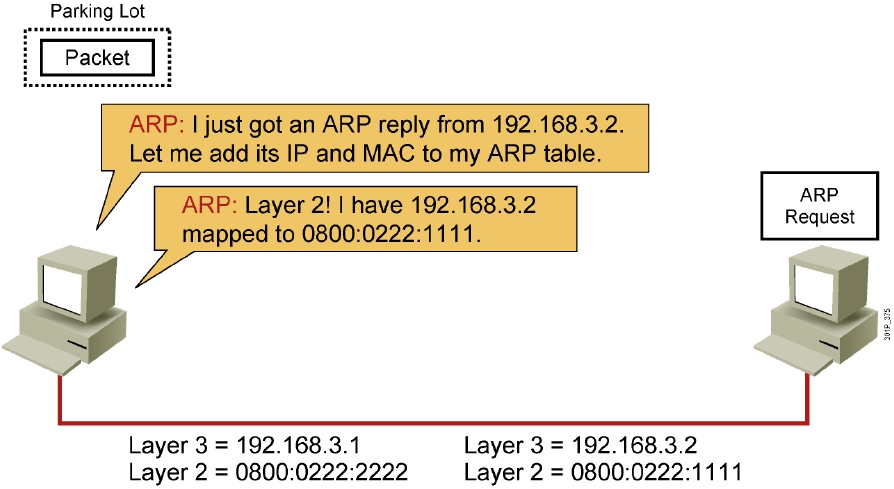 Parking Lot
Packet
ARP: I just got an ARP reply from 192.168.3.2.
Let me add its IP and MAC to my ARP table.
ARP: Layer 2! I have 192.168.3.2
mapped to 0800:0222:1111.
ARP
Request
301P_375
Layer 3 = 192.168.3.1
Layer 2 = 0800:0222:2222
Layer 3 = 192.168.3.2
Layer 2 = 0800:0222:1111